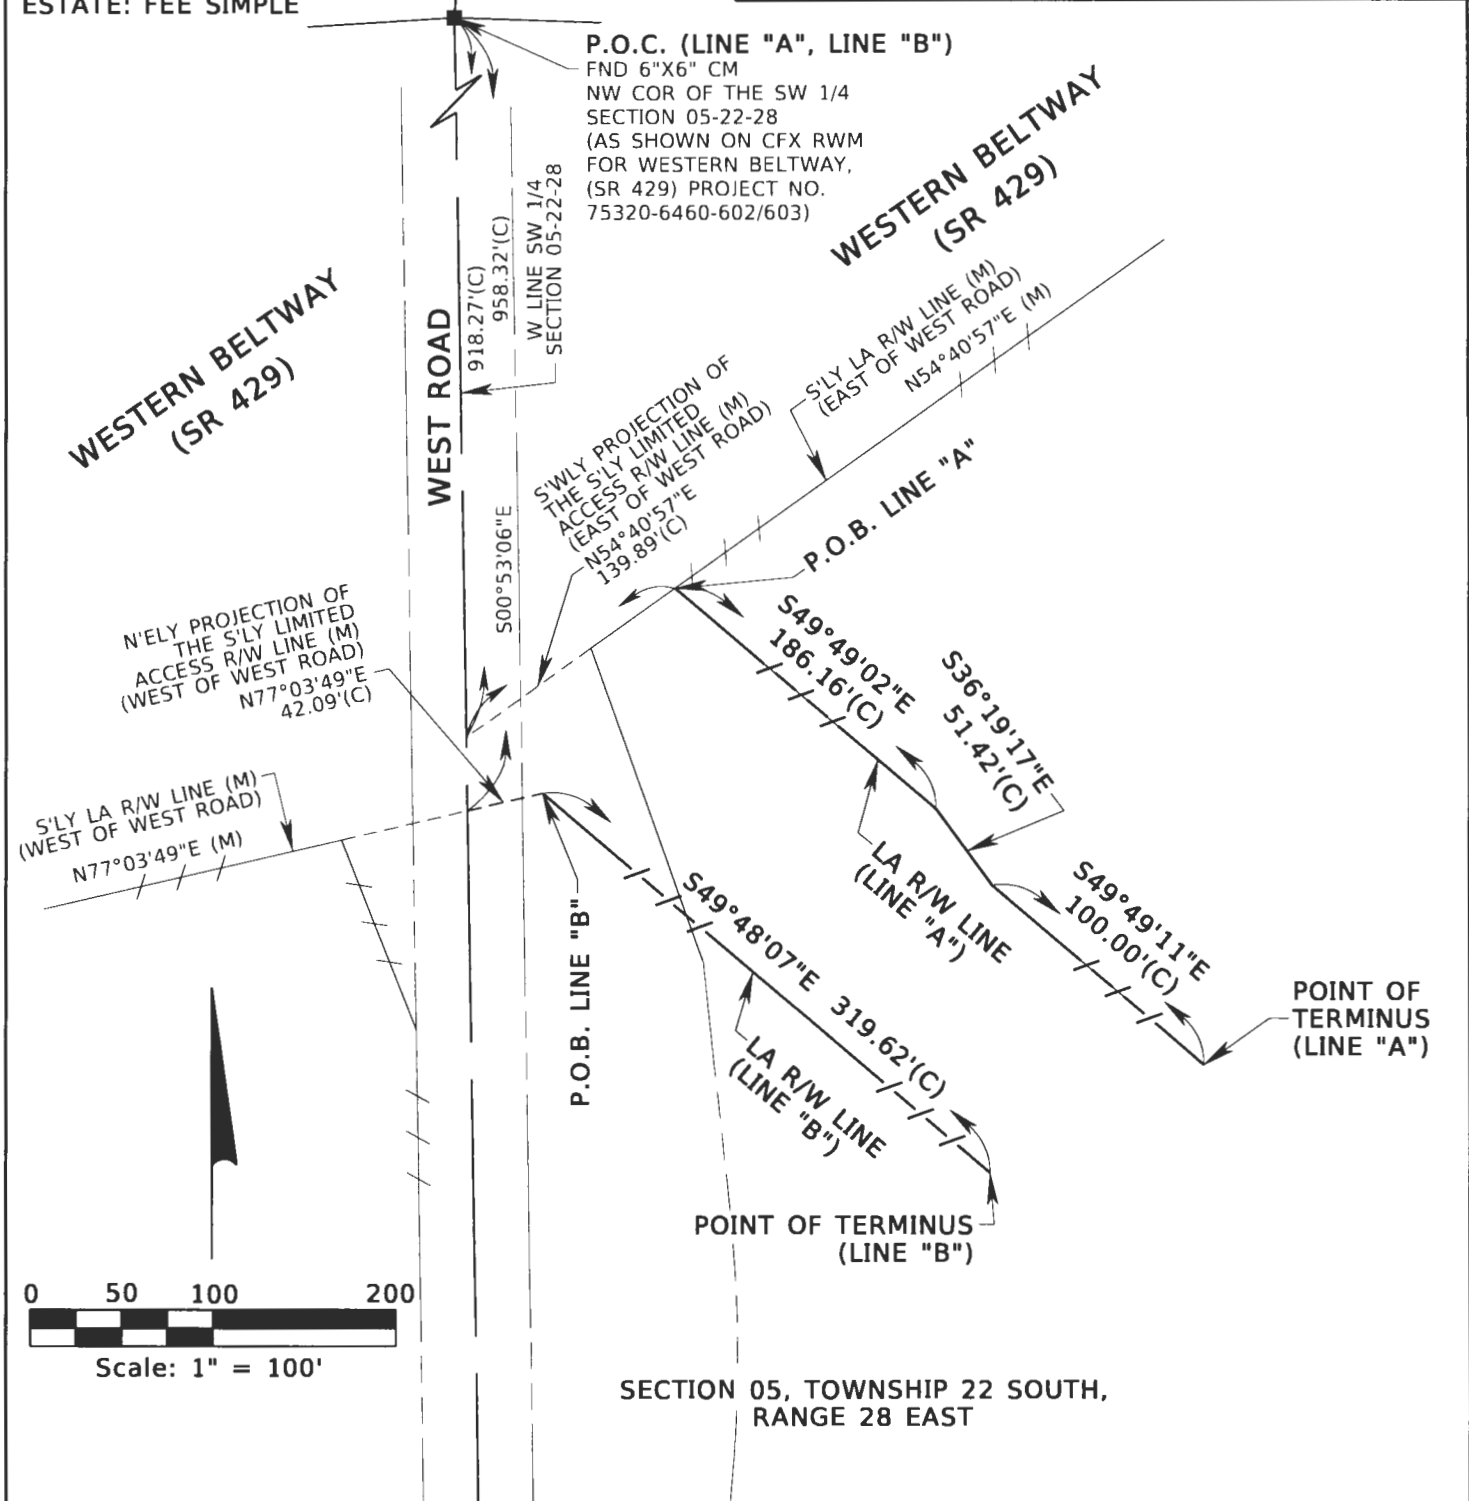 ESTATE: FEE SIMPLE
P.O.C. (LINE "A", LINE "B")
FND 6"X6" CM
NW COR OF THE SW 1/4
SECTION 05-22-28
(AS SHOWN ON CFX RWM
FOR WESTERN BELTWAY,
(SR 429) PROJECT NO.
75320-6460-602/603)
WESTERN BELTWAY
(SR 429)
WESTERN BELTWAY
(SR 429)
WEST ROAD
918.27'(C)
958.32'(C)
W LINE SW 1/4
SECTION 05-22-28
S00°53'06"E
S'LY LA R/W LINE (M)
(EAST OF WEST ROAD)
N54°40'57"E (M)
S'WLY PROJECTION OF
THE S'LY LIMITED
ACCESS R/W LINE (M)
(EAST OF WEST ROAD)
N54°40'57"E
139.89'(C)
P.O.B. LINE "A"
N'ELY PROJECTION OF
THE S'LY LIMITED
ACCESS R/W LINE (M)
(WEST OF WEST ROAD)
N77°03'49"E
42.09'(C)
S'LY LA R/W LINE (M)
(WEST OF WEST ROAD)
N77°03'49"E (M)
S49°49'02"E
186.16'(C)
S36°19'17"E
51.42'(C)
LA R/W LINE
(LINE "A")
S49°49'11"E
100.00'(C)
POINT OF
TERMINUS
(LINE "A")
P.O.B. LINE "B"
S49°48'07"E 319.62'(C)
LA R/W LINE
(LINE "B")
POINT OF TERMINUS
(LINE "B")
0 50 100 200
Scale: 1" = 100'
SECTION 05, TOWNSHIP 22 SOUTH,
RANGE 28 EAST